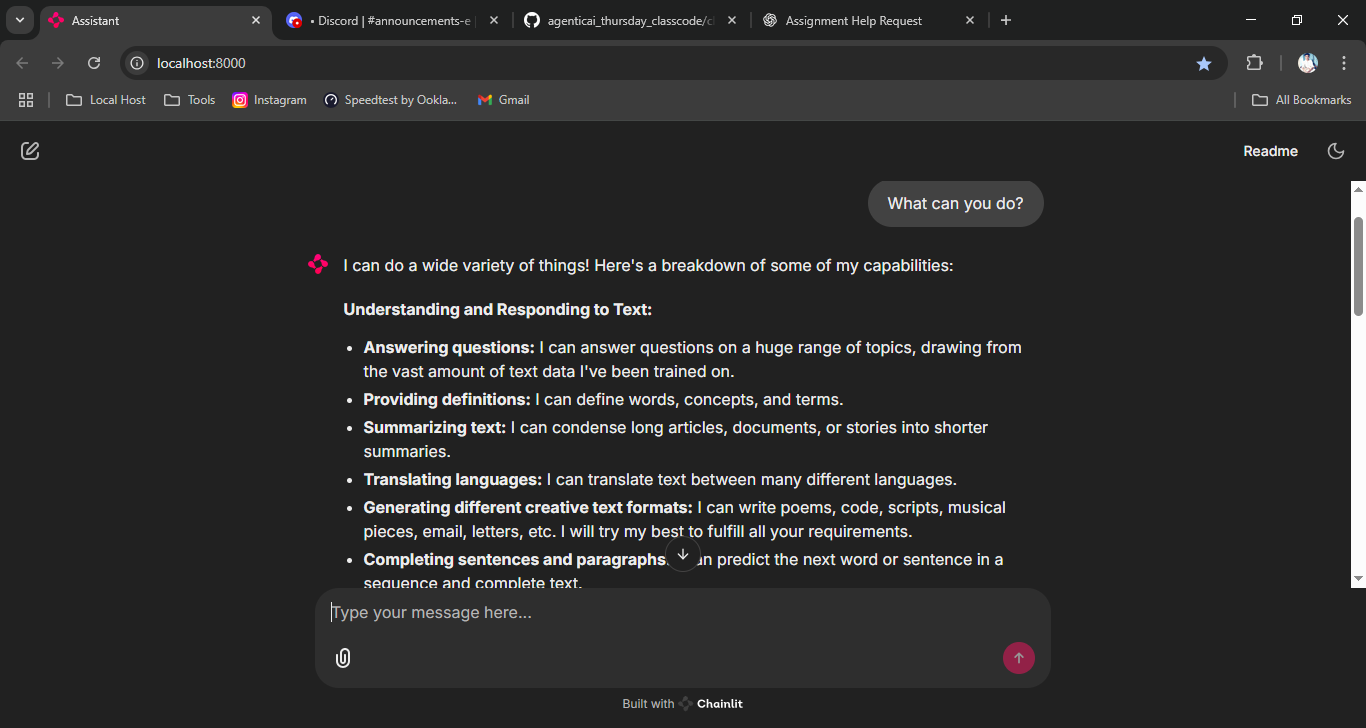 Assistant
• Discord | #announcements-e
agenticai_thursday_classcode/cl
Assignment Help Request
localhost:8000
Local Host
Tools
Instagram
Speedtest by Ookla...
Gmail
All Bookmarks
Readme
What can you do?
I can do a wide variety of things! Here's a breakdown of some of my capabilities:
Understanding and Responding to Text:
• Answering questions: I can answer questions on a huge range of topics, drawing from
the vast amount of text data I've been trained on.
• Providing definitions: I can define words, concepts, and terms.
• Summarizing text: I can condense long articles, documents, or stories into shorter
summaries.
• Translating languages: I can translate text between many different languages.
• Generating different creative text formats: I can write poems, code, scripts, musical
pieces, email, letters, etc. I will try my best to fulfill all your requirements.
• Completing sentences and paragraphs: predict the next word or sentence in a
sequence and complete text.
Type your message here...
Built with Chainlit